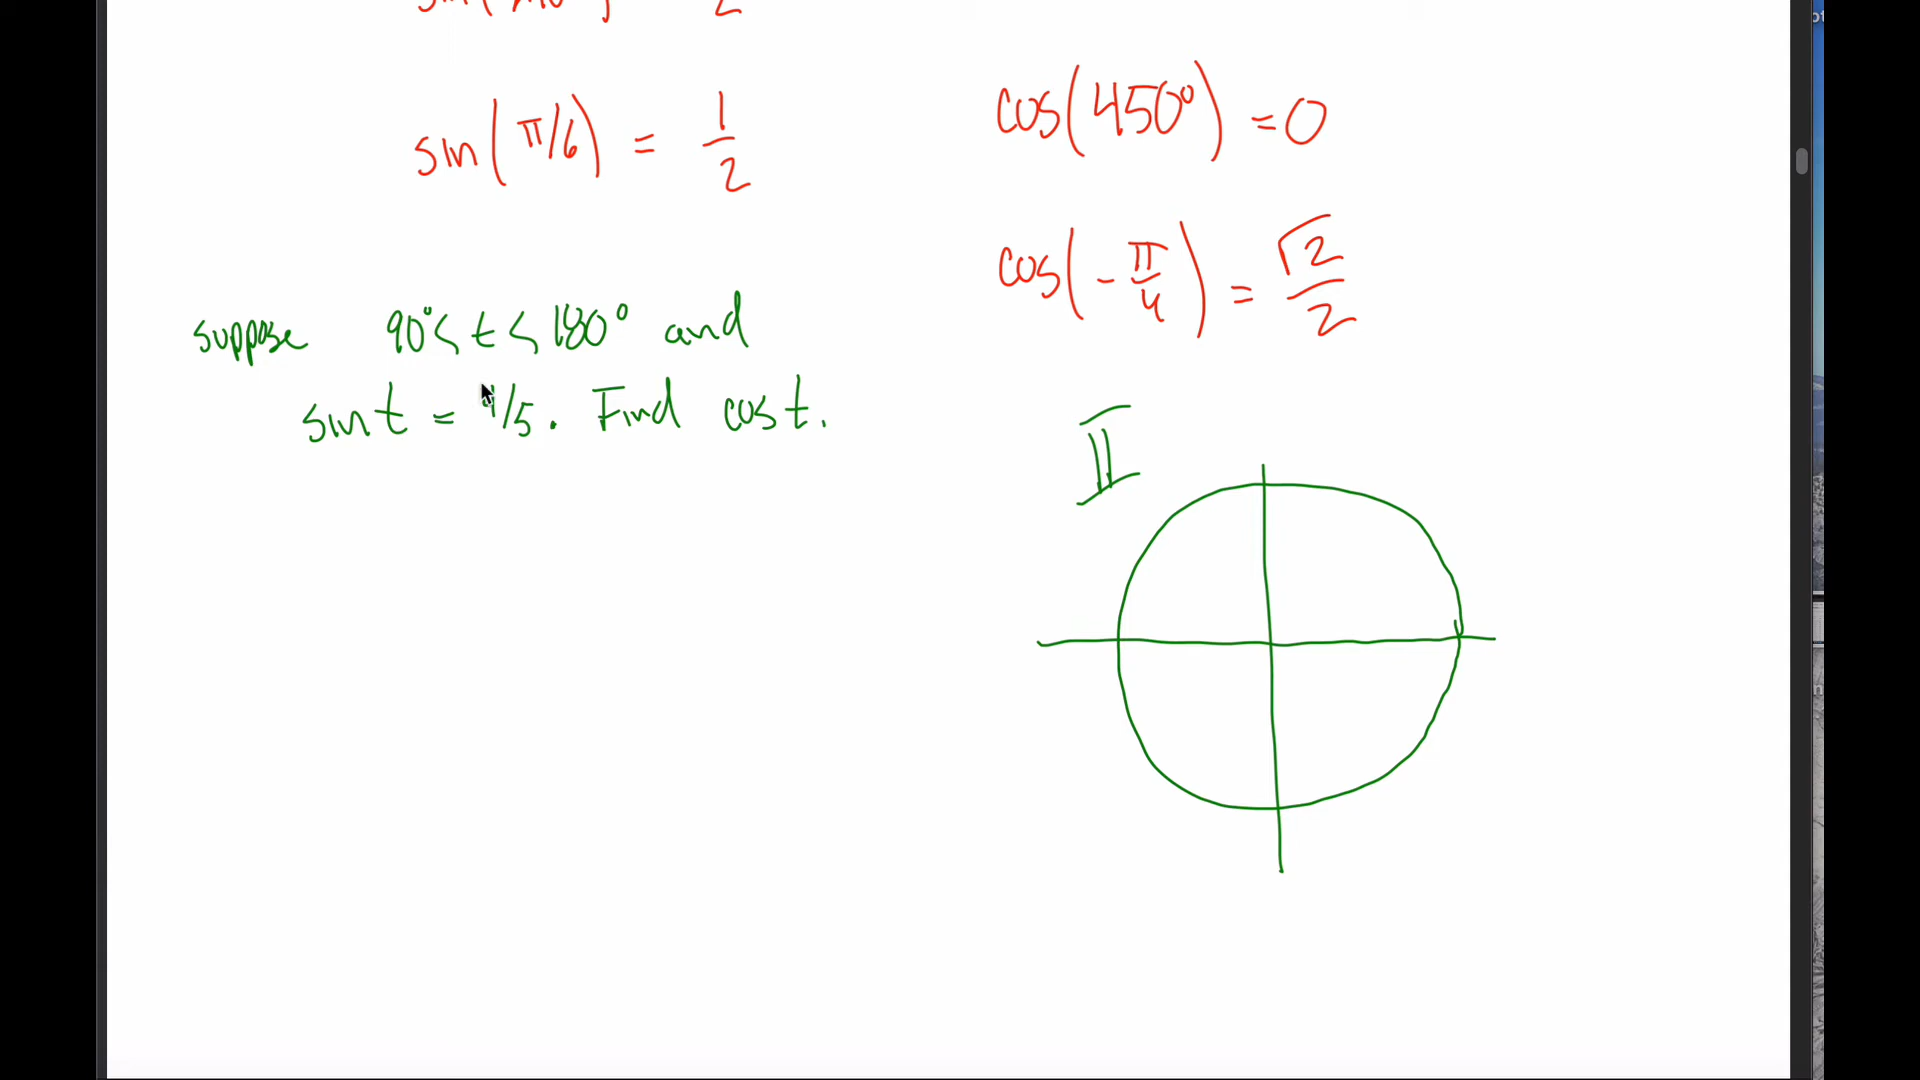 sin(π/6) = 1/2
cos(450°) = 0
cos(-π/4) = √2/2
suppose 90° ≤ t ≤ 180° and
sin t = 4/5. Find cos t.
II